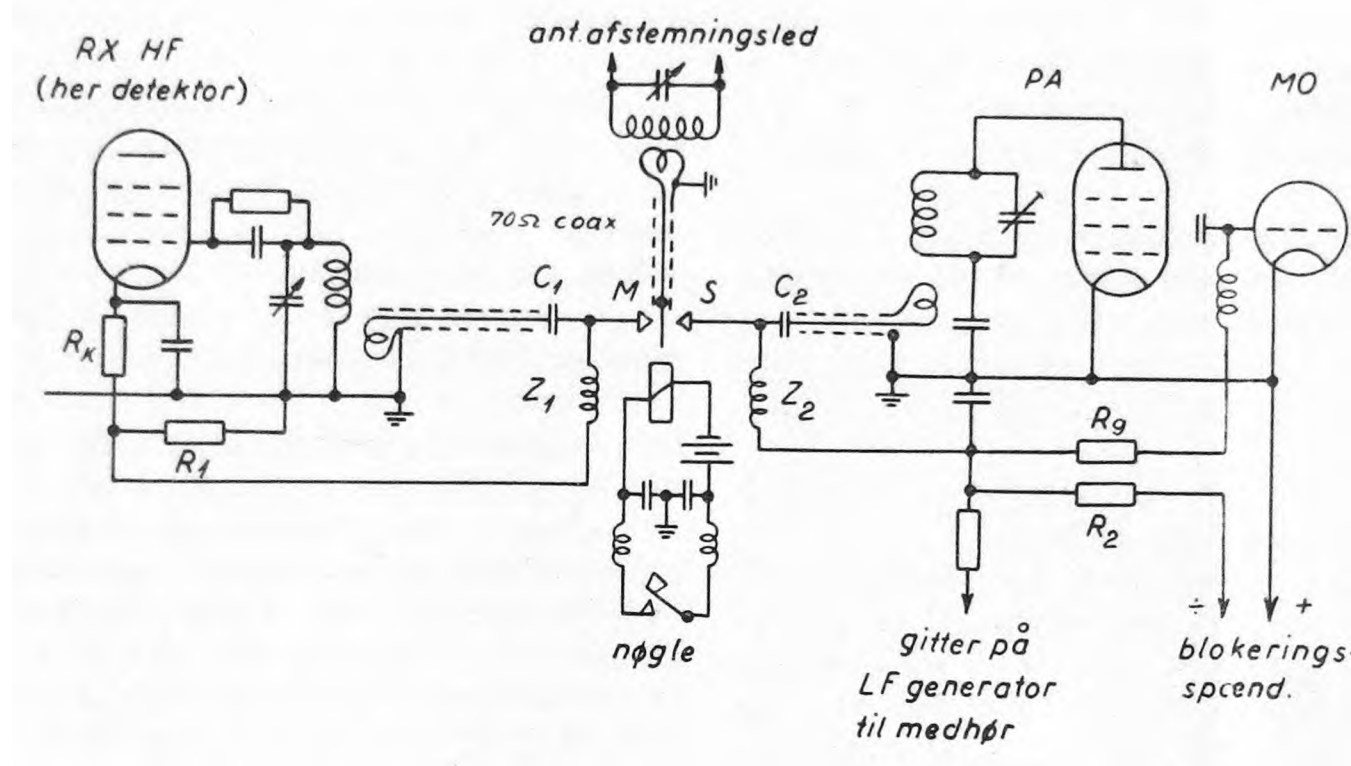 RX HF
(her detektor)
ant.afstemningsled
PA
MO
70Ω coax
C1
M
S
C2
RK
Z1
Z2
R1
Rg
R2
÷
+
nøgle
gitter på
LF generator
til medhør
blokerings-
spænd.